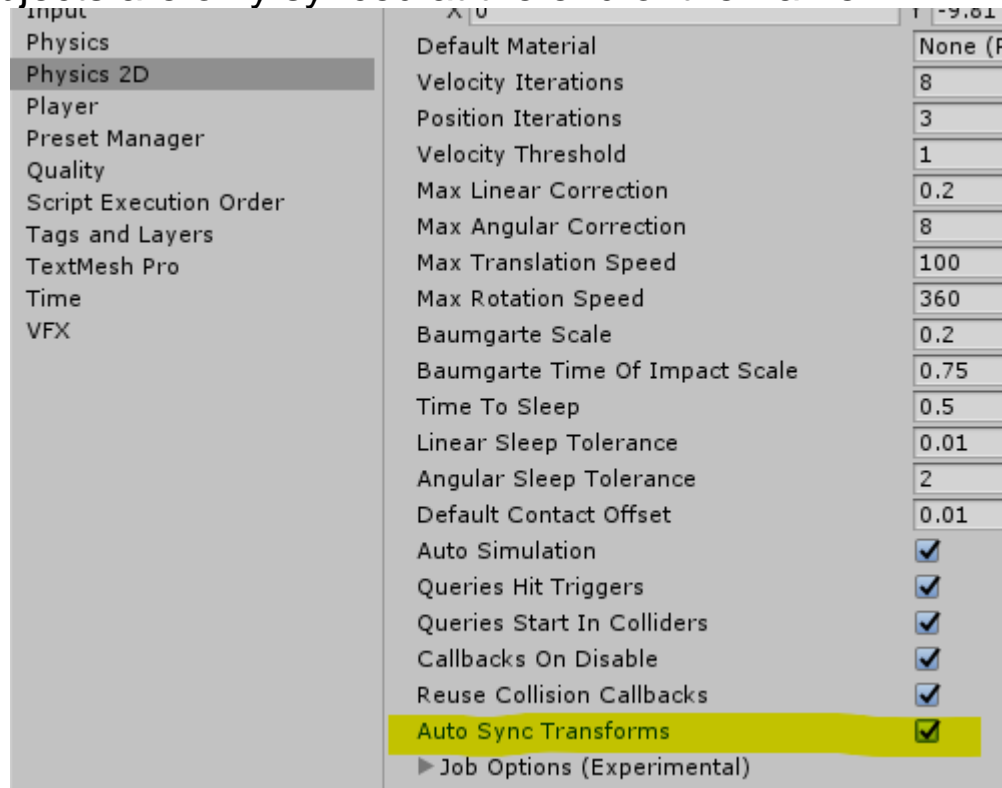 Input
Physics
Physics 2D
Player
Preset Manager
Quality
Script Execution Order
Tags and Layers
TextMesh Pro
Time
VFX
X 0 Y -9.81
Default Material None (P
Velocity Iterations 8
Position Iterations 3
Velocity Threshold 1
Max Linear Correction 0.2
Max Angular Correction 8
Max Translation Speed 100
Max Rotation Speed 360
Baumgarte Scale 0.2
Baumgarte Time Of Impact Scale 0.75
Time To Sleep 0.5
Linear Sleep Tolerance 0.01
Angular Sleep Tolerance 2
Default Contact Offset 0.01
Auto Simulation
Queries Hit Triggers
Queries Start In Colliders
Callbacks On Disable
Reuse Collision Callbacks
Auto Sync Transforms
Job Options (Experimental)